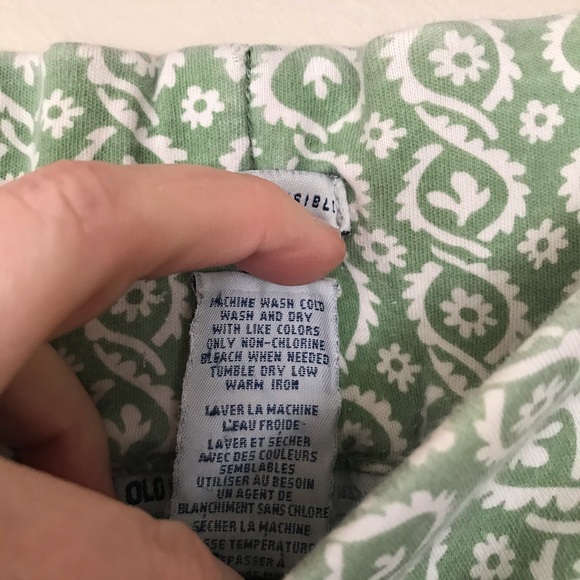 MACHINE WASH COLD
WASH AND DRY
WITH LIKE COLORS
ONLY NON-CHLORINE
BLEACH WHEN NEEDED
TUMBLE DRY LOW
WARM IRON
LAVER LA MACHINE
L'EAU FROIDE
LAVER ET SÉCHER
AVEC DES COULEURS
SEMBLABLES
UTILISER AU BESOIN
UN AGENT DE
BLANCHIMENT SANS CHLORE
SÉCHER LA MACHINE
TEMPÉRATURE
OLD